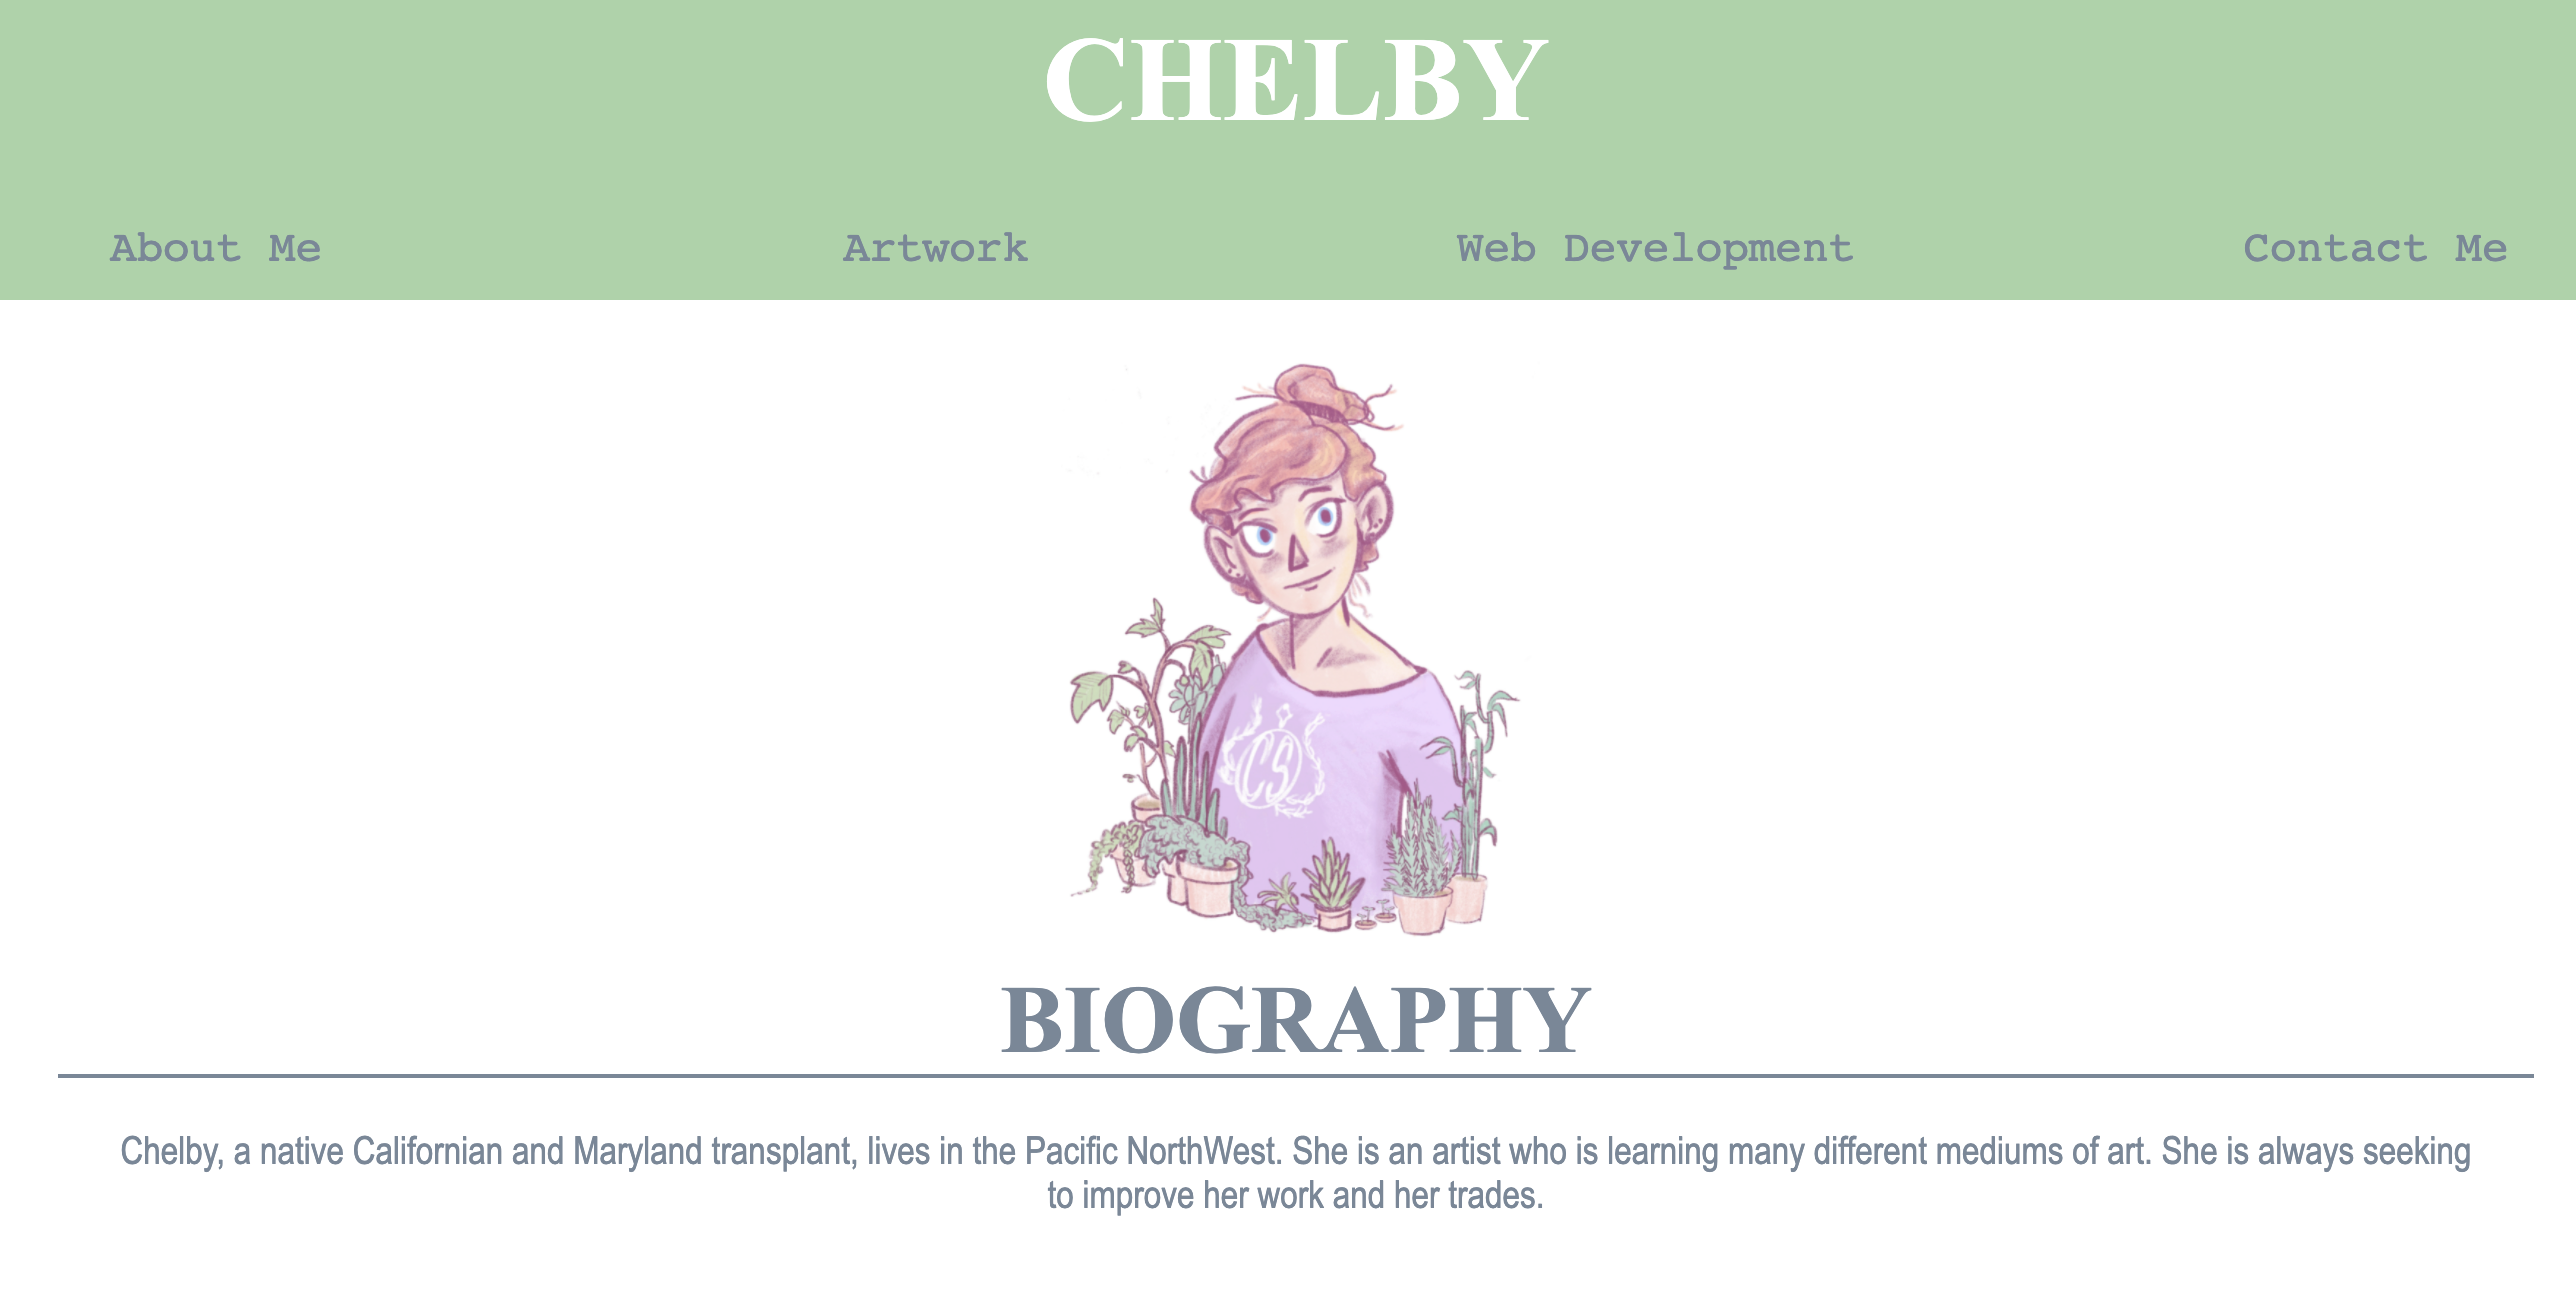 CHELBY
About Me Artwork Web Development Contact Me
CS
BIOGRAPHY
Chelby, a native Californian and Maryland transplant, lives in the Pacific NorthWest. She is an artist who is learning many different mediums of art. She is always seeking
to improve her work and her trades.